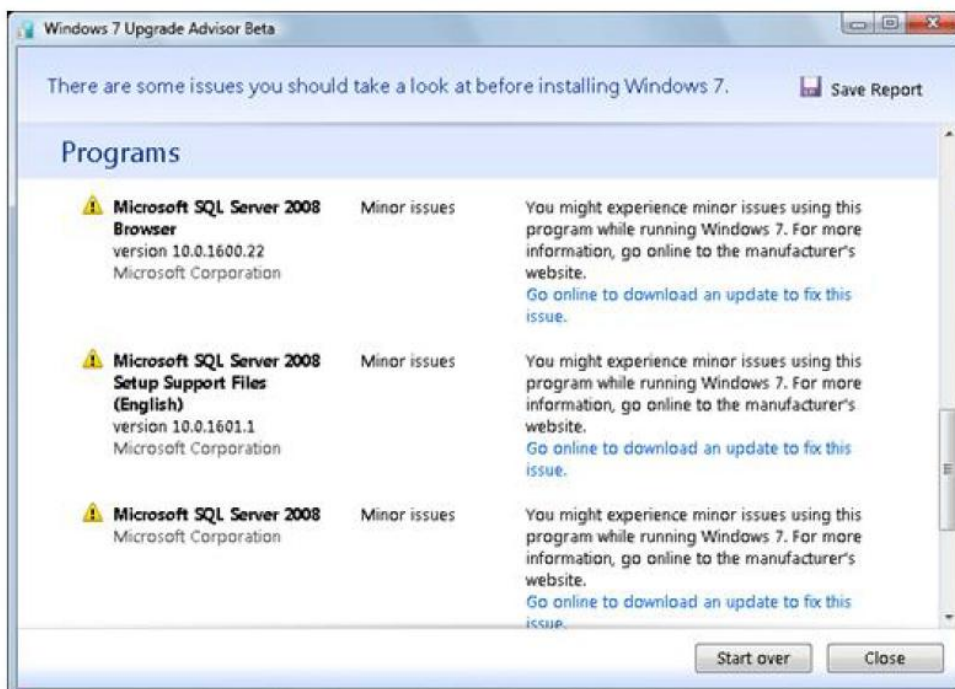 Windows 7 Upgrade Advisor Beta
There are some issues you should take a look at before installing Windows 7.
Save Report
Programs
Microsoft SQL Server 2008
Browser
version 10.0.1600.22
Microsoft Corporation
Minor issues
You might experience minor issues using this
program while running Windows 7. For more
information, go online to the manufacturer's
website.
Go online to download an update to fix this
issue.
Microsoft SQL Server 2008
Setup Support Files
(English)
version 10.0.1601.1
Microsoft Corporation
Minor issues
You might experience minor issues using this
program while running Windows 7. For more
information, go online to the manufacturer's
website.
Go online to download an update to fix this
issue.
Microsoft SQL Server 2008
Microsoft Corporation
Minor issues
You might experience minor issues using this
program while running Windows 7. For more
information, go online to the manufacturer's
website.
Go online to download an update to fix this
issue.
Start over
Close